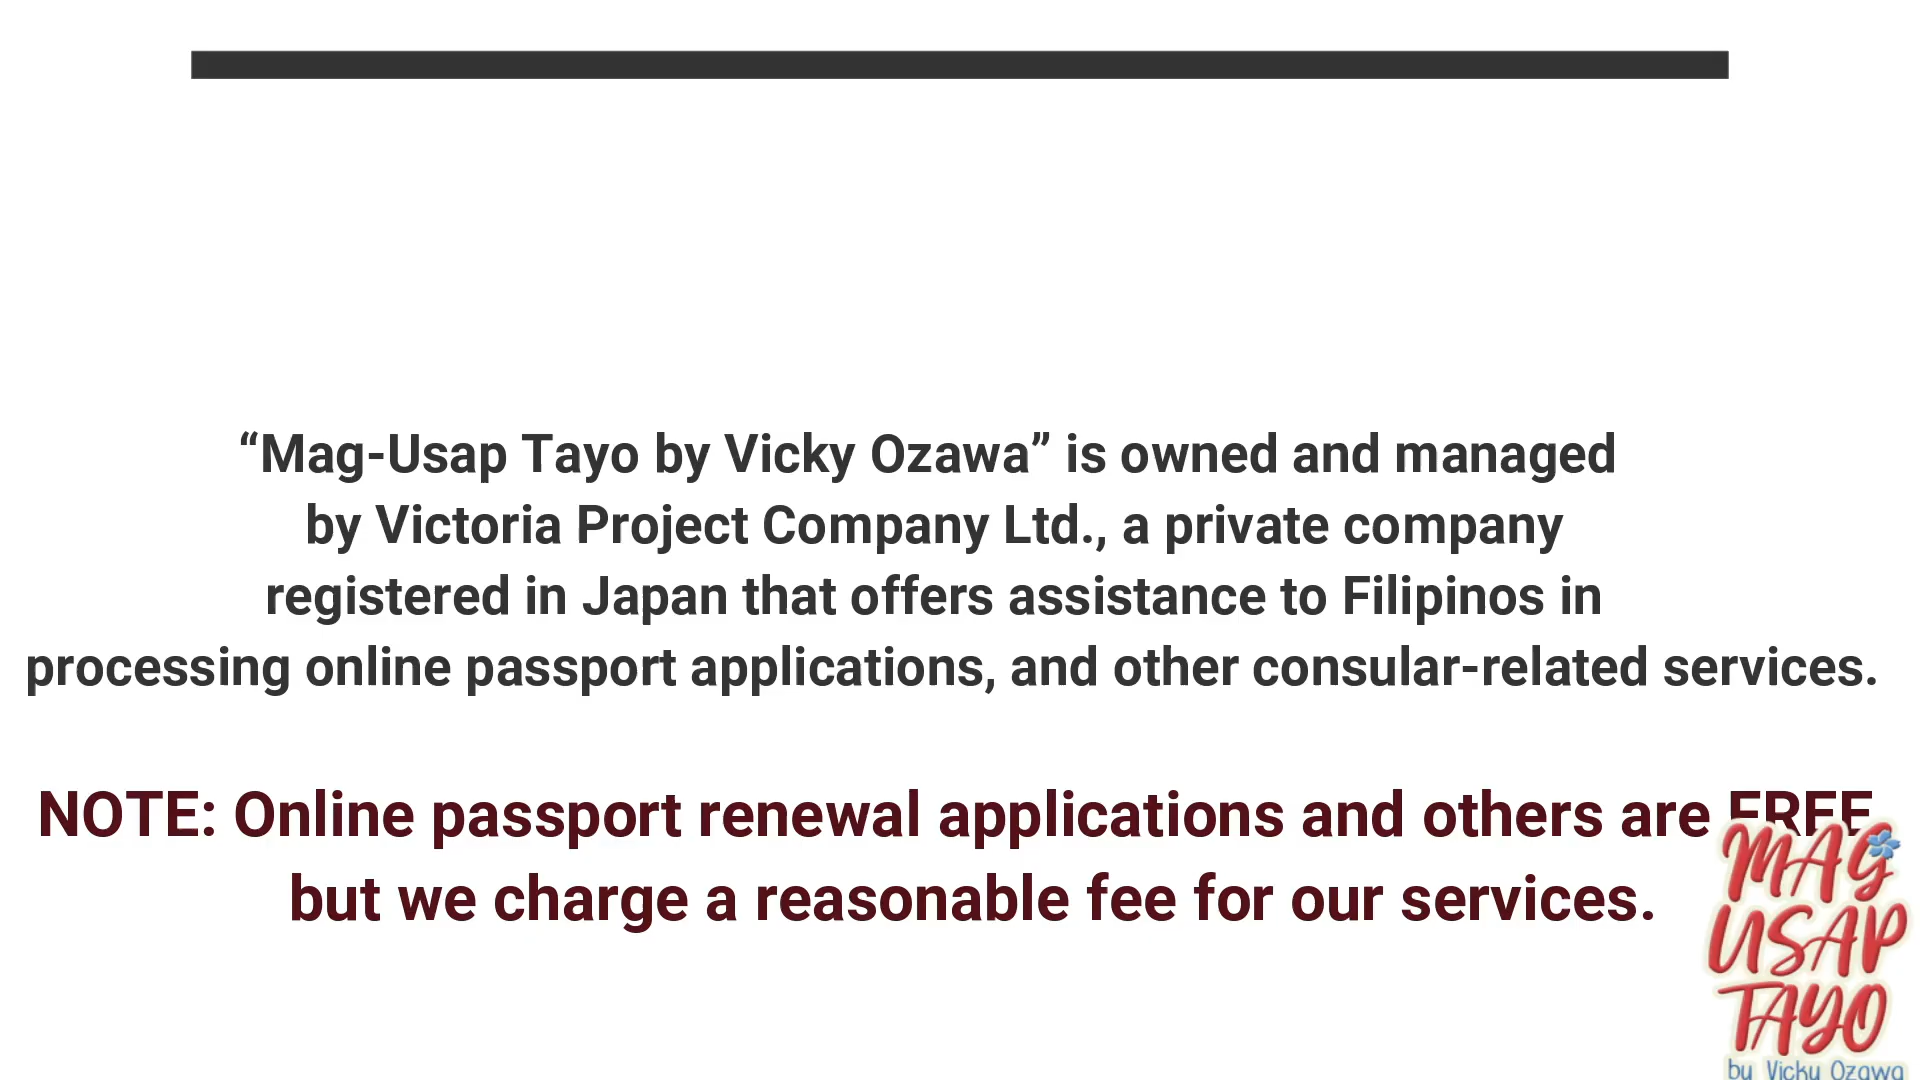 “Mag-Usap Tayo by Vicky Ozawa” is owned and managed
by Victoria Project Company Ltd., a private company
registered in Japan that offers assistance to Filipinos in
processing online passport applications, and other consular-related services.
NOTE: Online passport renewal applications and others are FREE
but we charge a reasonable fee for our services.
MAG
USAP
TAYO
by Vicky Ozawa